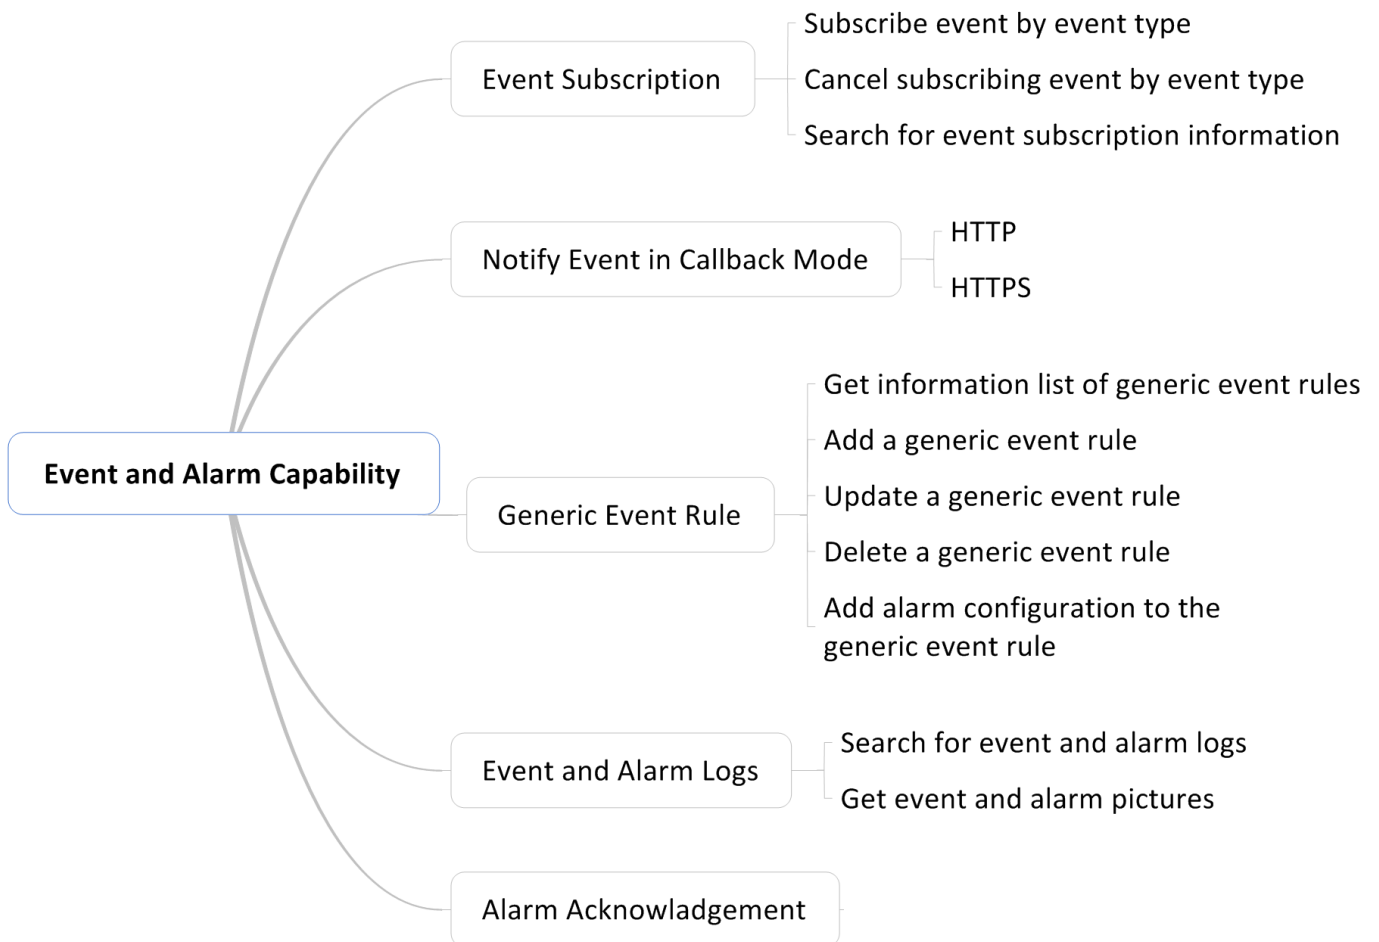 Event and Alarm Capability
Event Subscription
Subscribe event by event type
Cancel subscribing event by event type
Search for event subscription information
Notify Event in Callback Mode
HTTP
HTTPS
Generic Event Rule
Get information list of generic event rules
Add a generic event rule
Update a generic event rule
Delete a generic event rule
Add alarm configuration to the
generic event rule
Event and Alarm Logs
Search for event and alarm logs
Get event and alarm pictures
Alarm Acknowladgement